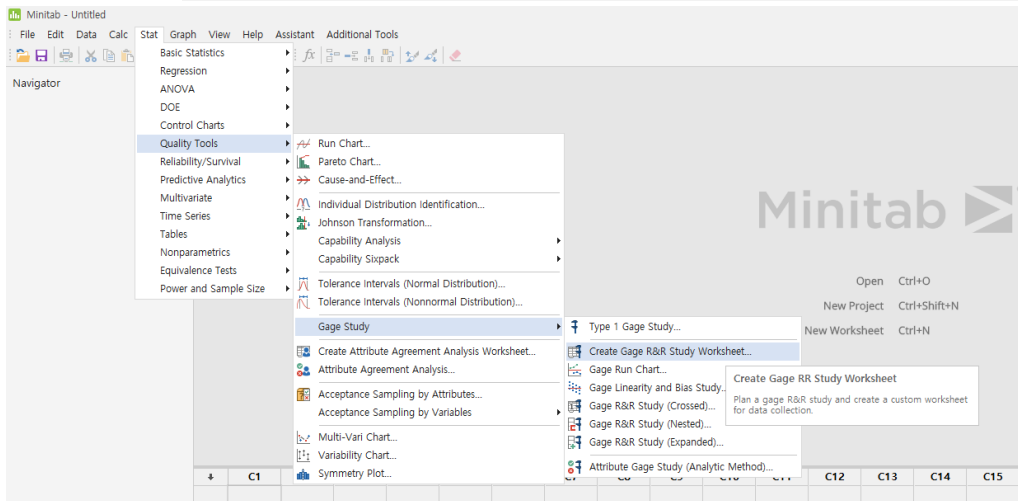 Minitab - Untitled
File Edit Data Calc Stat Graph View Help Assistant Additional Tools
Navigator
Basic Statistics
Regression
ANOVA
DOE
Control Charts
Quality Tools
Reliability/Survival
Predictive Analytics
Multivariate
Time Series
Tables
Nonparametrics
Equivalence Tests
Power and Sample Size
Run Chart...
Pareto Chart...
Cause-and-Effect...
Individual Distribution Identification...
Johnson Transformation...
Capability Analysis
Capability Sixpack
Tolerance Intervals (Normal Distribution)...
Tolerance Intervals (Nonnormal Distribution)...
Gage Study
Create Attribute Agreement Analysis Worksheet...
Attribute Agreement Analysis...
Acceptance Sampling by Attributes...
Acceptance Sampling by Variables
Multi-Vari Chart...
Variability Chart...
Symmetry Plot...
Type 1 Gage Study...
Create Gage R&R Study Worksheet...
Gage Run Chart...
Gage Linearity and Bias Study..
Gage R&R Study (Crossed)...
Gage R&R Study (Nested)...
Gage R&R Study (Expanded)...
Attribute Gage Study (Analytic Method)...
Create Gage RR Study Worksheet
Plan a gage R&R study and create a custom worksheet
for data collection.
Minitab
Open Ctrl+O
New Project Ctrl+Shift+N
New Worksheet Ctrl+N
C1 C12 C13 C14 C15